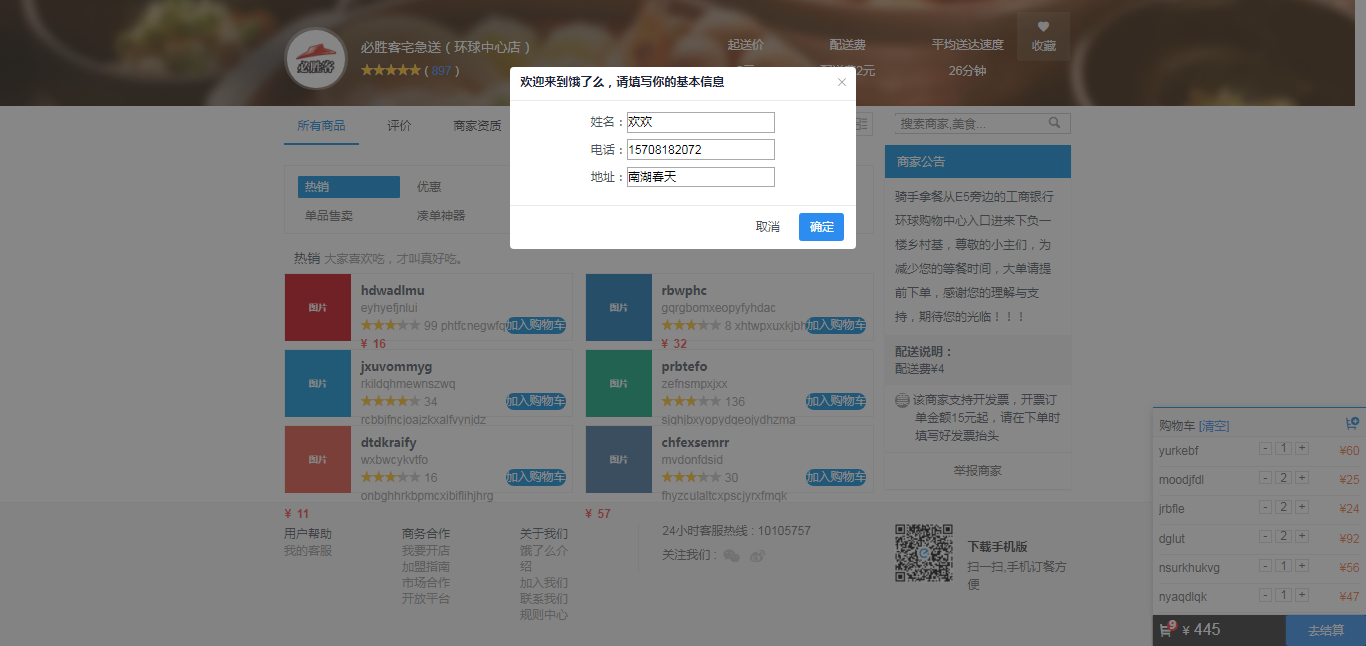 必胜客宅急送（环球中心店）
( 897 )
必胜客
起送价
配送费
平均送达速度
26分钟
收藏
欢迎来到饿了么，请填写你的基本信息
×
姓名：欢欢
电话：15708182072
地址：南湖春天
取消
确定
所有商品
评价
商家资质
搜索商家,美食...
热销
优惠
单品售卖
凑单神器
热销 大家喜欢吃，才叫真好吃。
图片
hdwadlmu
eyhyefjnlui
99 phtfcnegwfq
加入购物车
¥ 16
图片
rbwphc
gqrgbomxeopyfyhdac
8 xhtwpxuxkjbh
加入购物车
¥ 32
图片
jxuvommyg
rkildqhmewnszwq
34
加入购物车
rcbbjfncjoajzkxalfvynjdz
图片
prbtefo
zefnsmpxjxx
136
加入购物车
sjghjbxyopydgeojydhzma
图片
dtdkraify
wxbwcykvtfo
16
加入购物车
onbghhrkbpmcxibiflihjhrg
¥ 11
图片
chfexsemrr
mvdonfdsid
30
加入购物车
fhyzculaltcxpscjyrxfmqk
¥ 57
商家公告
骑手拿餐从E5旁边的工商银行
环球购物中心入口进来下负一
楼乡村基，尊敬的小主们，为
减少您的等餐时间，大单请提
前下单，感谢您的理解与支
持，期待您的光临！！！
配送说明：
配送费¥4
该商家支持开发票，开票订
单金额15元起，请在下单时
填写好发票抬头
举报商家
用户帮助
我的客服
商务合作
我要开店
加盟指南
市场合作
开放平台
关于我们
饿了么介
绍
加入我们
联系我们
规则中心
24小时客服热线 : 10105757
关注我们 :
下载手机版
扫一扫,手机订餐方
便
购物车 [清空]
yurkebf - 1 + ¥60
moodjfdl - 2 + ¥25
jrbfle - 2 + ¥24
dglut - 2 + ¥92
nsurkhukvg - 1 + ¥56
nyaqdlqk - 1 + ¥47
9 ¥ 445
去结算